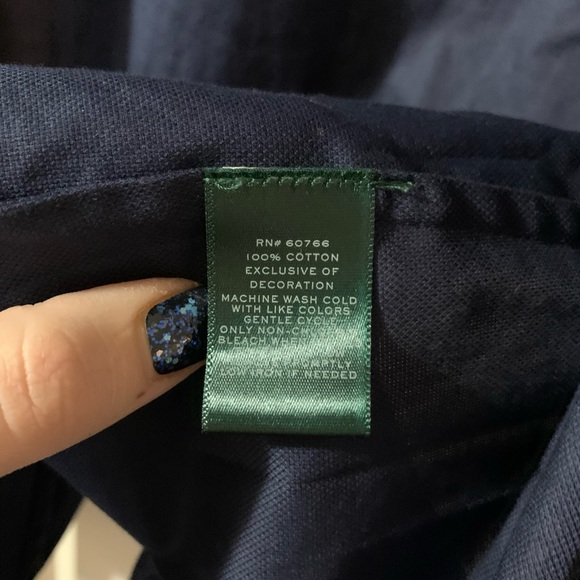 RN# 60766
100% COTTON
EXCLUSIVE OF
DECORATION
MACHINE WASH COLD
WITH LIKE COLORS
GENTLE CYCLE
ONLY NON-
BLEACH
LOW IRON IF NEEDED